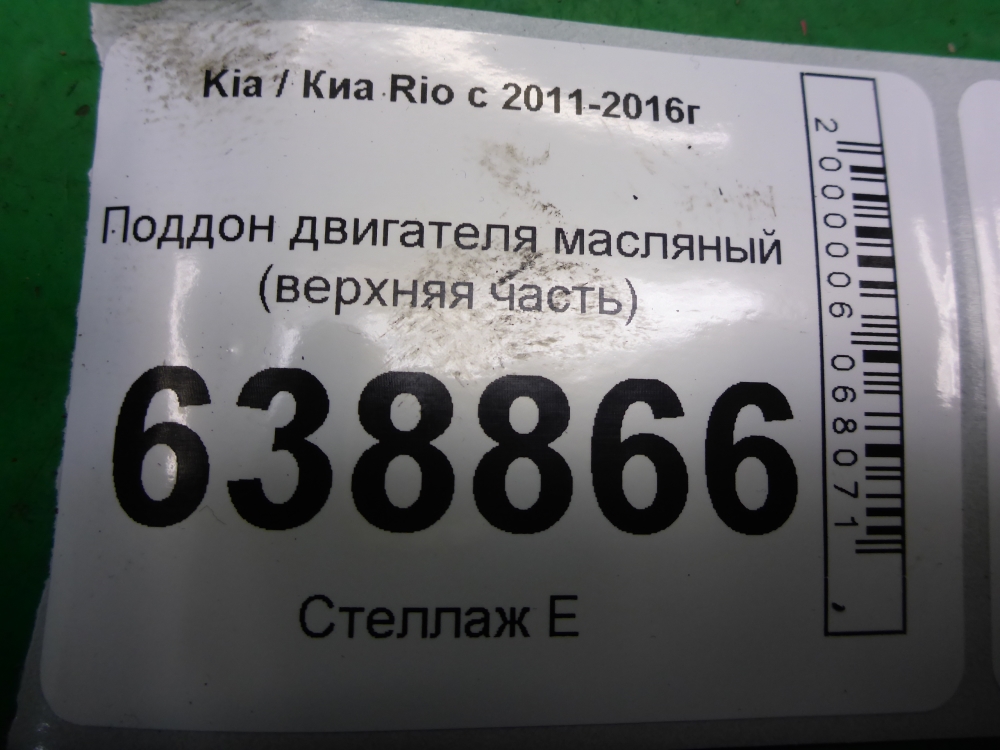 Kia / Киа Rio с 2011-2016г
Поддон двигателя масляный
(верхняя часть)
638866
Стеллаж Е
2000006068071